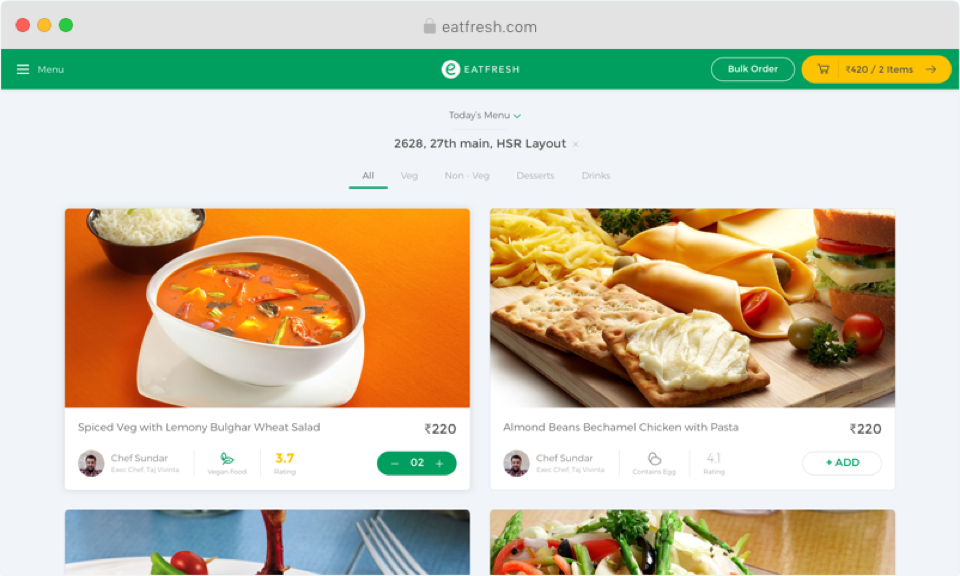 eatfresh.com
Menu
e EATFRESH
Bulk Order
₹420 / 2 Items
Today's Menu
2628, 27th main, HSR Layout ×
All Veg Non - Veg Desserts Drinks
Spiced Veg with Lemony Bulghar Wheat Salad ₹220
Chef Sundar
Exec Chef, Taj Vivinta
Vegan Food
3.7
Rating
– 02 +
Almond Beans Bechamel Chicken with Pasta ₹220
Chef Sundar
Exec Chef, Taj Vivinta
Contains Egg
4.1
Rating
+ ADD